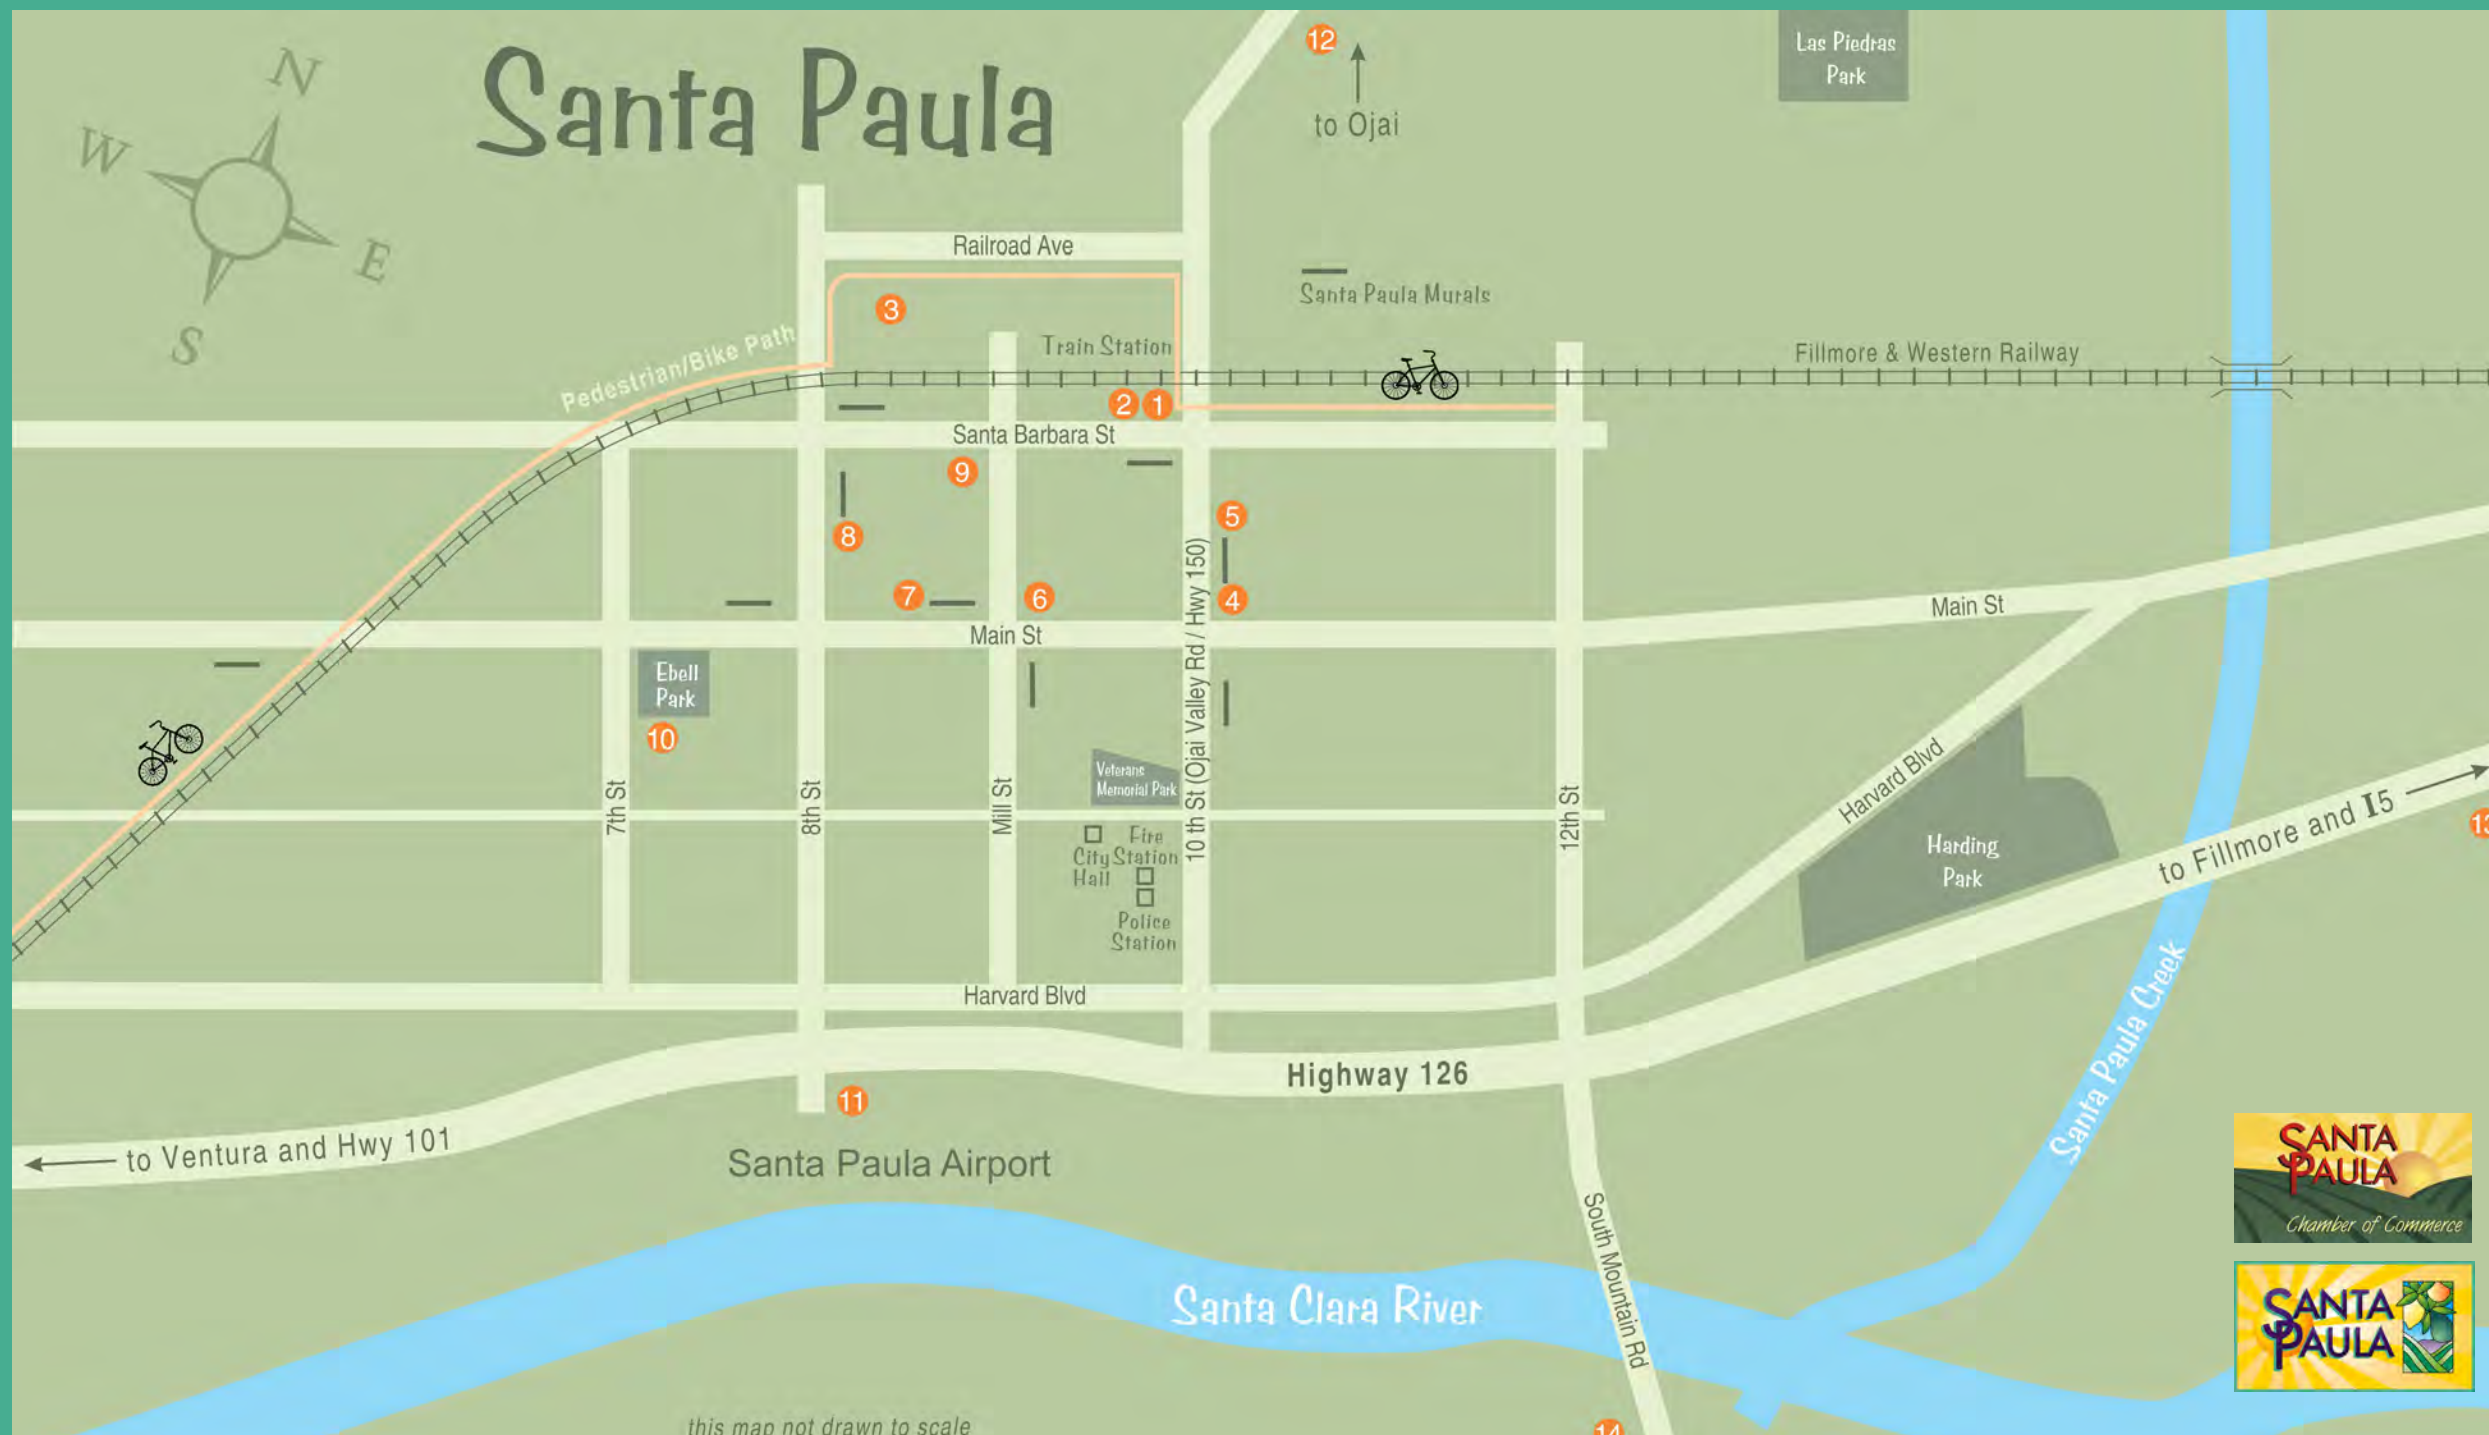 Santa Paula
N
W
E
S
12
to Ojai
Las Piedras
Park
Railroad Ave
Santa Paula Murals
3
Pedestrian/Bike Path
Train Station
Fillmore & Western Railway
2
1
Santa Barbara St
9
5
8
7
6
4
Main St
Main St
Ebell
Park
10
Veterans
Memorial Park
7th St
8th St
Mill St
10 th St (Ojai Valley Rd / Hwy 150)
12th St
Fire
Station
City
Hall
Police
Station
Harvard Blvd
Harding
Park
to Fillmore and I5
13
Harvard Blvd
Highway 126
11
to Ventura and Hwy 101
Santa Paula Airport
Santa Paula Creek
South Mountain Rd
Santa Clara River
SANTA
PAULA
Chamber of Commerce
SANTA
PAULA
this map not drawn to scale
14